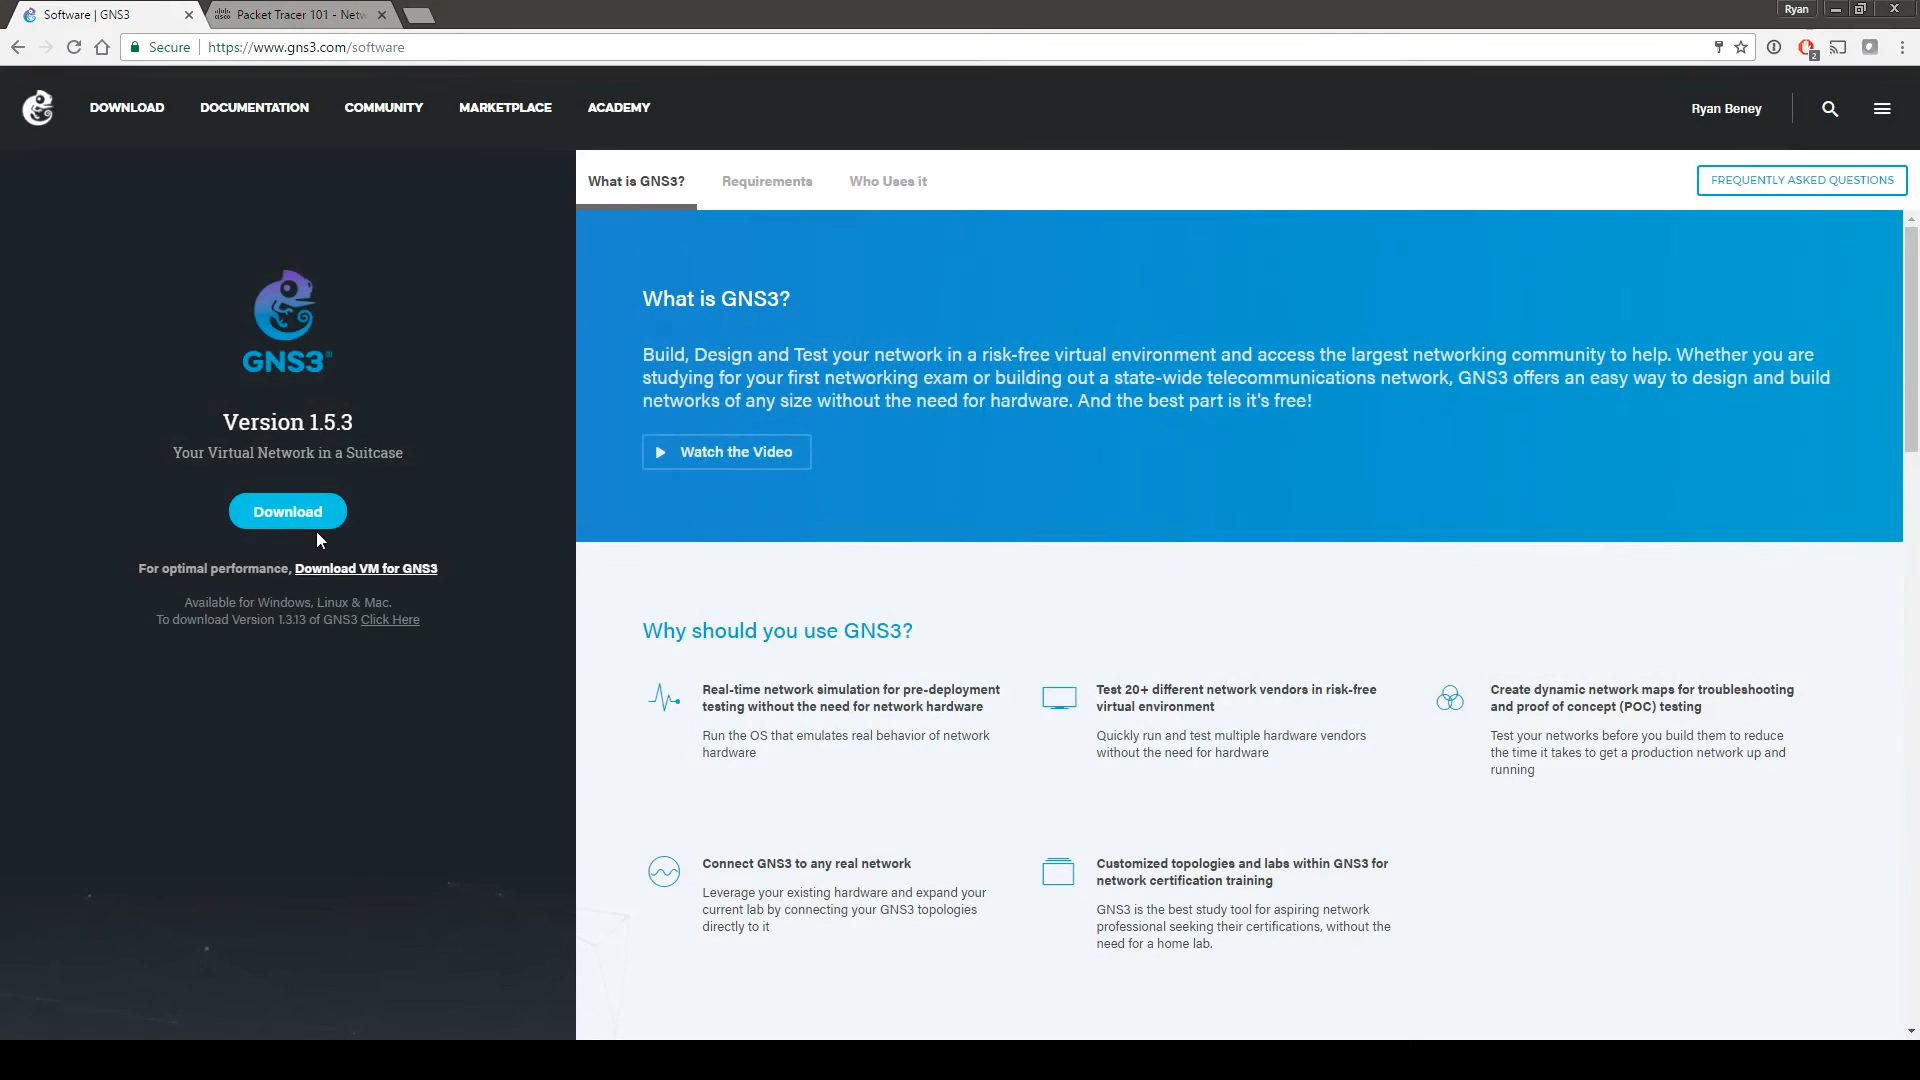 Software | GNS3
Packet Tracer 101 - Netw
Ryan
Secure
https://www.gns3.com/software
2
DOWNLOAD
DOCUMENTATION
COMMUNITY
MARKETPLACE
ACADEMY
Ryan Beney
GNS3®
Version 1.5.3
Your Virtual Network in a Suitcase
Download
For optimal performance, Download VM for GNS3
Available for Windows, Linux & Mac.
To download Version 1.3.13 of GNS3 Click Here
What is GNS3?
Requirements
Who Uses it
FREQUENTLY ASKED QUESTIONS
What is GNS3?
Build, Design and Test your network in a risk-free virtual environment and access the largest networking community to help. Whether you are
studying for your first networking exam or building out a state-wide telecommunications network, GNS3 offers an easy way to design and build
networks of any size without the need for hardware. And the best part is it's free!
Watch the Video
Why should you use GNS3?
Real-time network simulation for pre-deployment
testing without the need for network hardware
Run the OS that emulates real behavior of network
hardware
Test 20+ different network vendors in risk-free
virtual environment
Quickly run and test multiple hardware vendors
without the need for hardware
Create dynamic network maps for troubleshooting
and proof of concept (POC) testing
Test your networks before you build them to reduce
the time it takes to get a production network up and
running
Connect GNS3 to any real network
Leverage your existing hardware and expand your
current lab by connecting your GNS3 topologies
directly to it
Customized topologies and labs within GNS3 for
network certification training
GNS3 is the best study tool for aspiring network
professional seeking their certifications, without the
need for a home lab.